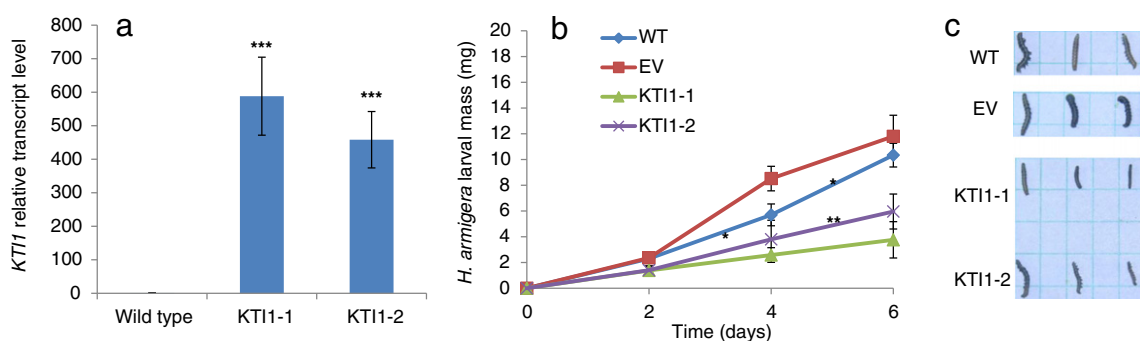 a
KTI1 relative transcript level
800
700
600
500
400
300
200
100
0
***
***
Wild type KTI1-1 KTI1-2
b
H. armigera larval mass (mg)
20
18
16
14
12
10
8
6
4
2
0
WT
EV
KTI1-1
KTI1-2
*
*
**
0 2 4 6
Time (days)
c
WT
EV
KTI1-1
KTI1-2